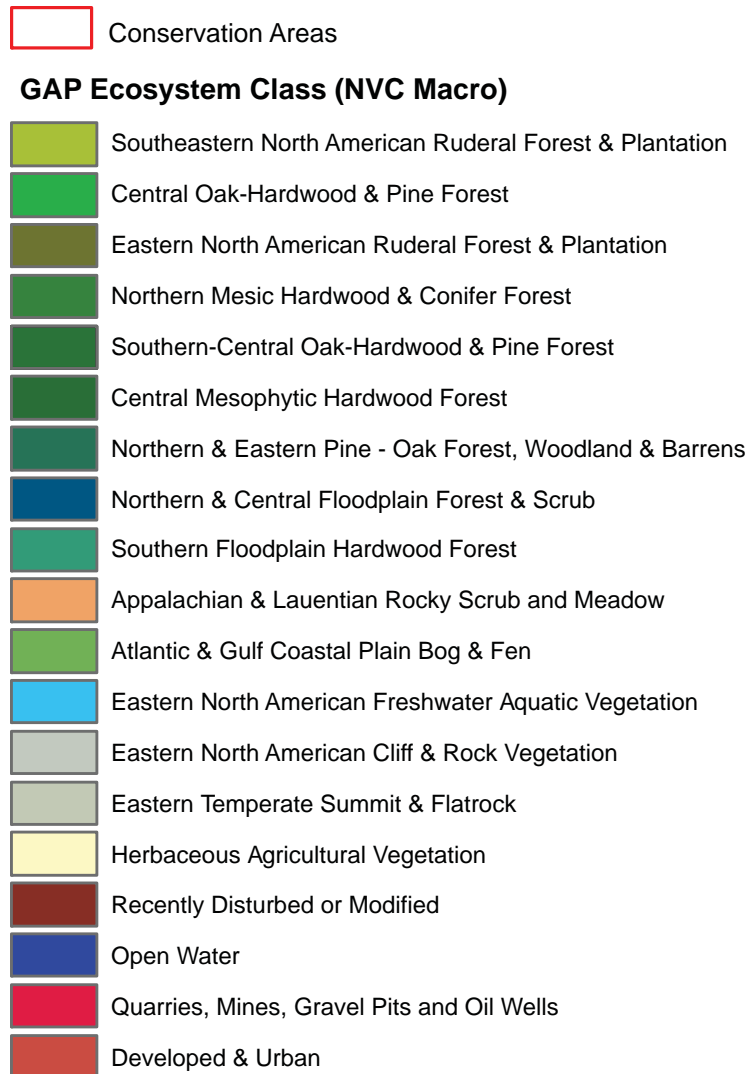 Conservation Areas
GAP Ecosystem Class (NVC Macro)
Southeastern North American Ruderal Forest & Plantation
Central Oak-Hardwood & Pine Forest
Eastern North American Ruderal Forest & Plantation
Northern Mesic Hardwood & Conifer Forest
Southern-Central Oak-Hardwood & Pine Forest
Central Mesophytic Hardwood Forest
Northern & Eastern Pine - Oak Forest, Woodland & Barrens
Northern & Central Floodplain Forest & Scrub
Southern Floodplain Hardwood Forest
Appalachian & Lauentian Rocky Scrub and Meadow
Atlantic & Gulf Coastal Plain Bog & Fen
Eastern North American Freshwater Aquatic Vegetation
Eastern North American Cliff & Rock Vegetation
Eastern Temperate Summit & Flatrock
Herbaceous Agricultural Vegetation
Recently Disturbed or Modified
Open Water
Quarries, Mines, Gravel Pits and Oil Wells
Developed & Urban